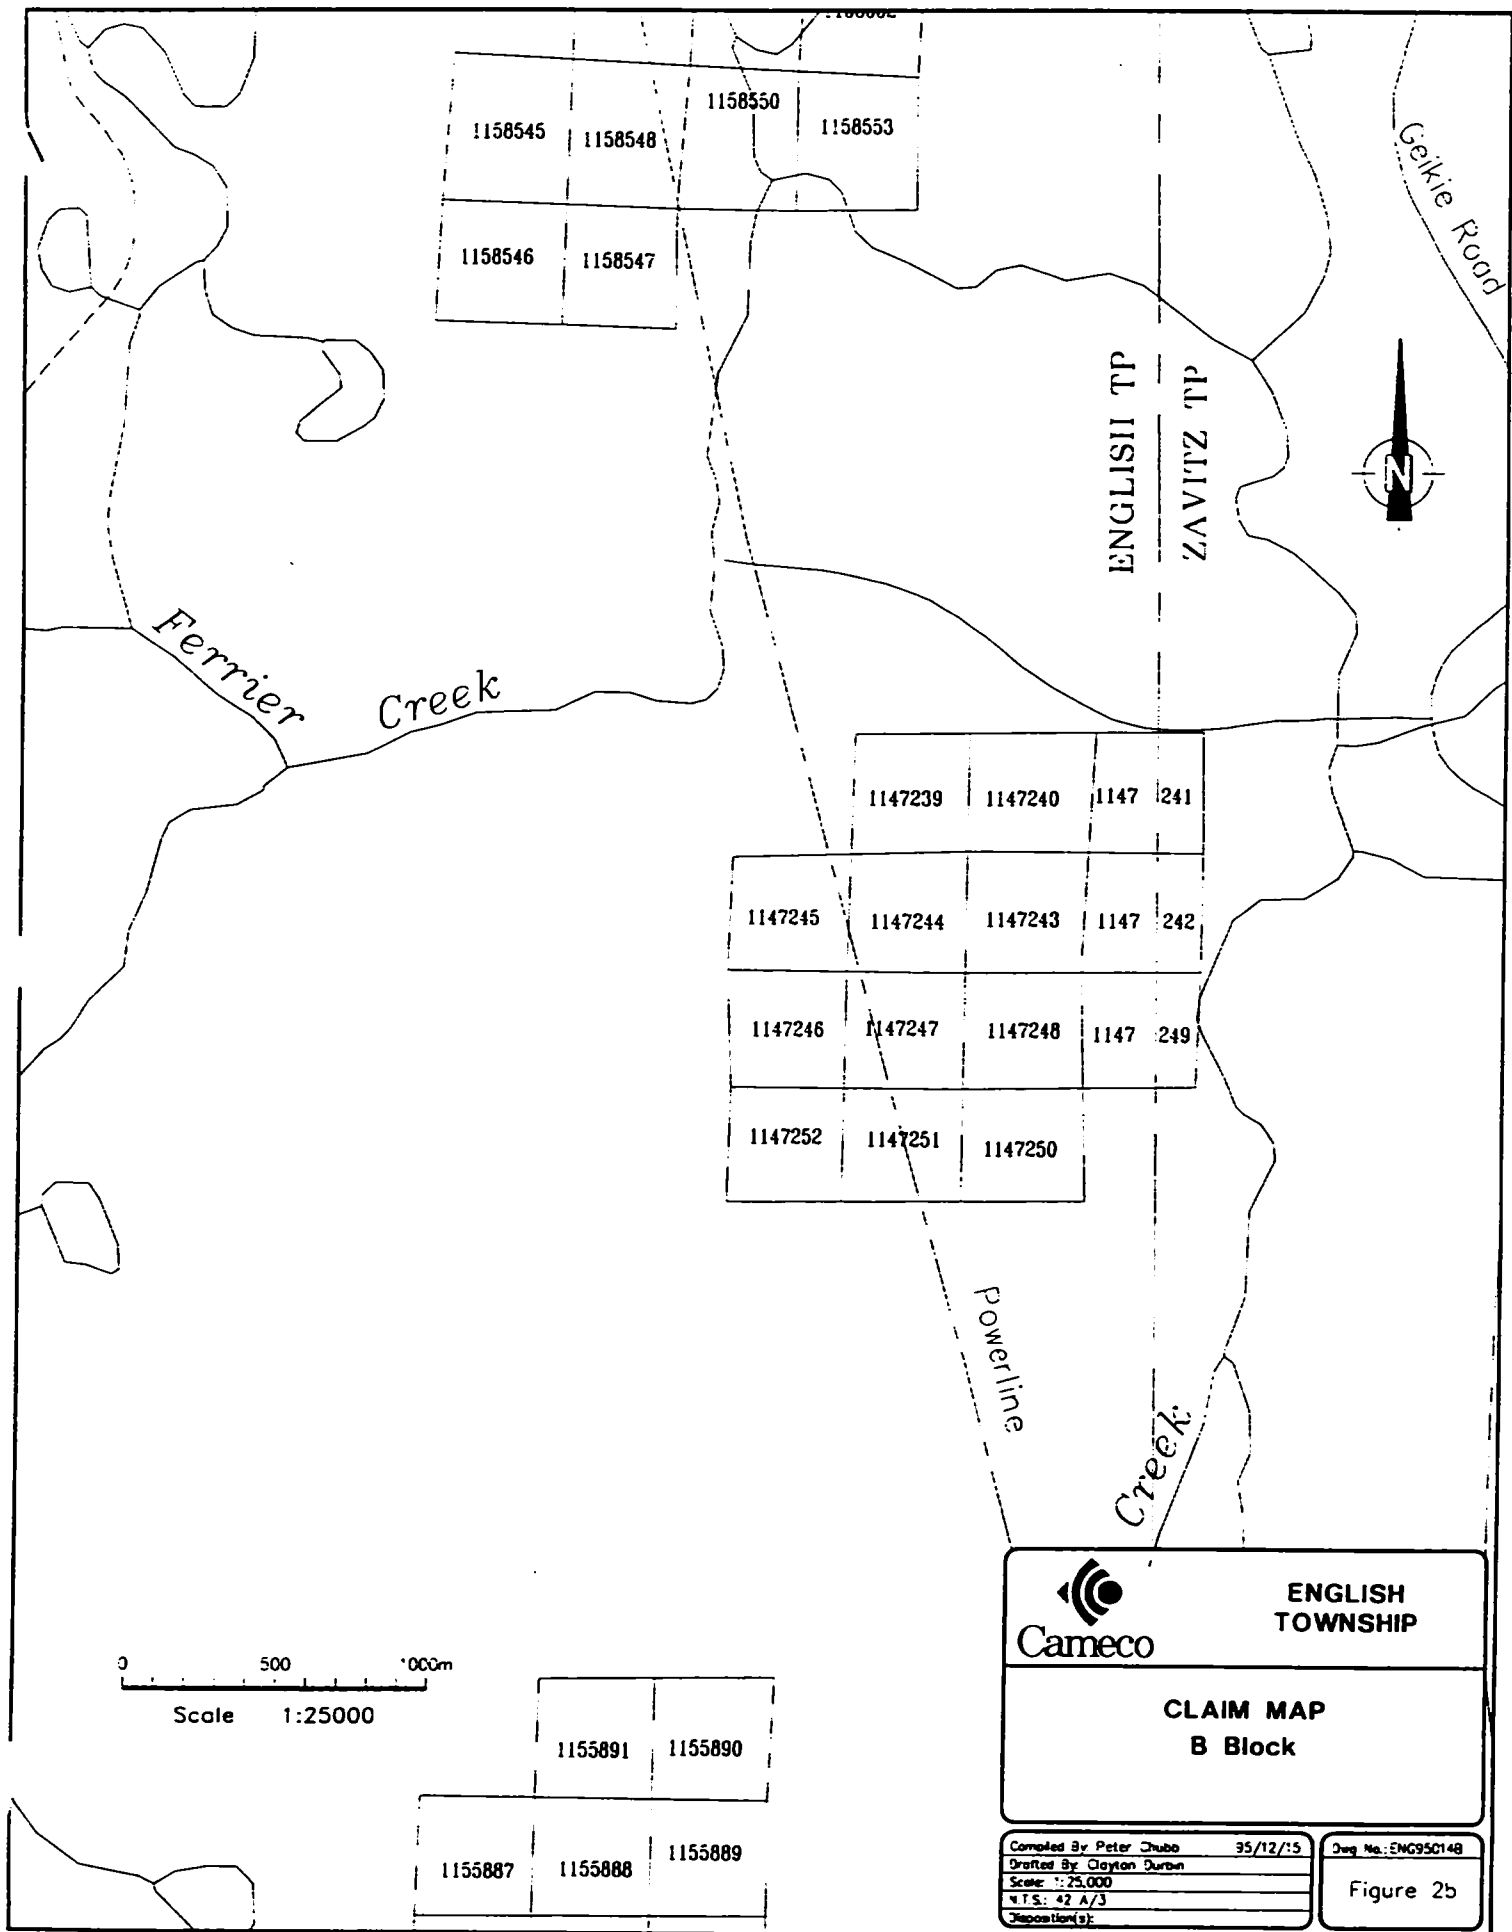 1158550
1158545
1158548
1158553
1158546
1158547
Geikie Road
ENGLISH TP
ZAVITZ TP
N
Ferrier Creek
1147239
1147240
1147 241
1147245
1147244
1147243
1147 242
1147246
1147247
1147248
1147 249
1147252
1147251
1147250
Powerline
Creek
0 500 1000m
Scale 1:25000
1155891
1155890
1155887
1155888
1155889
Cameco
ENGLISH
TOWNSHIP
CLAIM MAP
B Block
Compiled By: Peter Chubb 95/12/15
Drafted By: Clayton Durbin
Scale: 1:25,000
N.T.S.: 42 A/3
Disposition(s):
Dwg No.: ENG95014B
Figure 2b